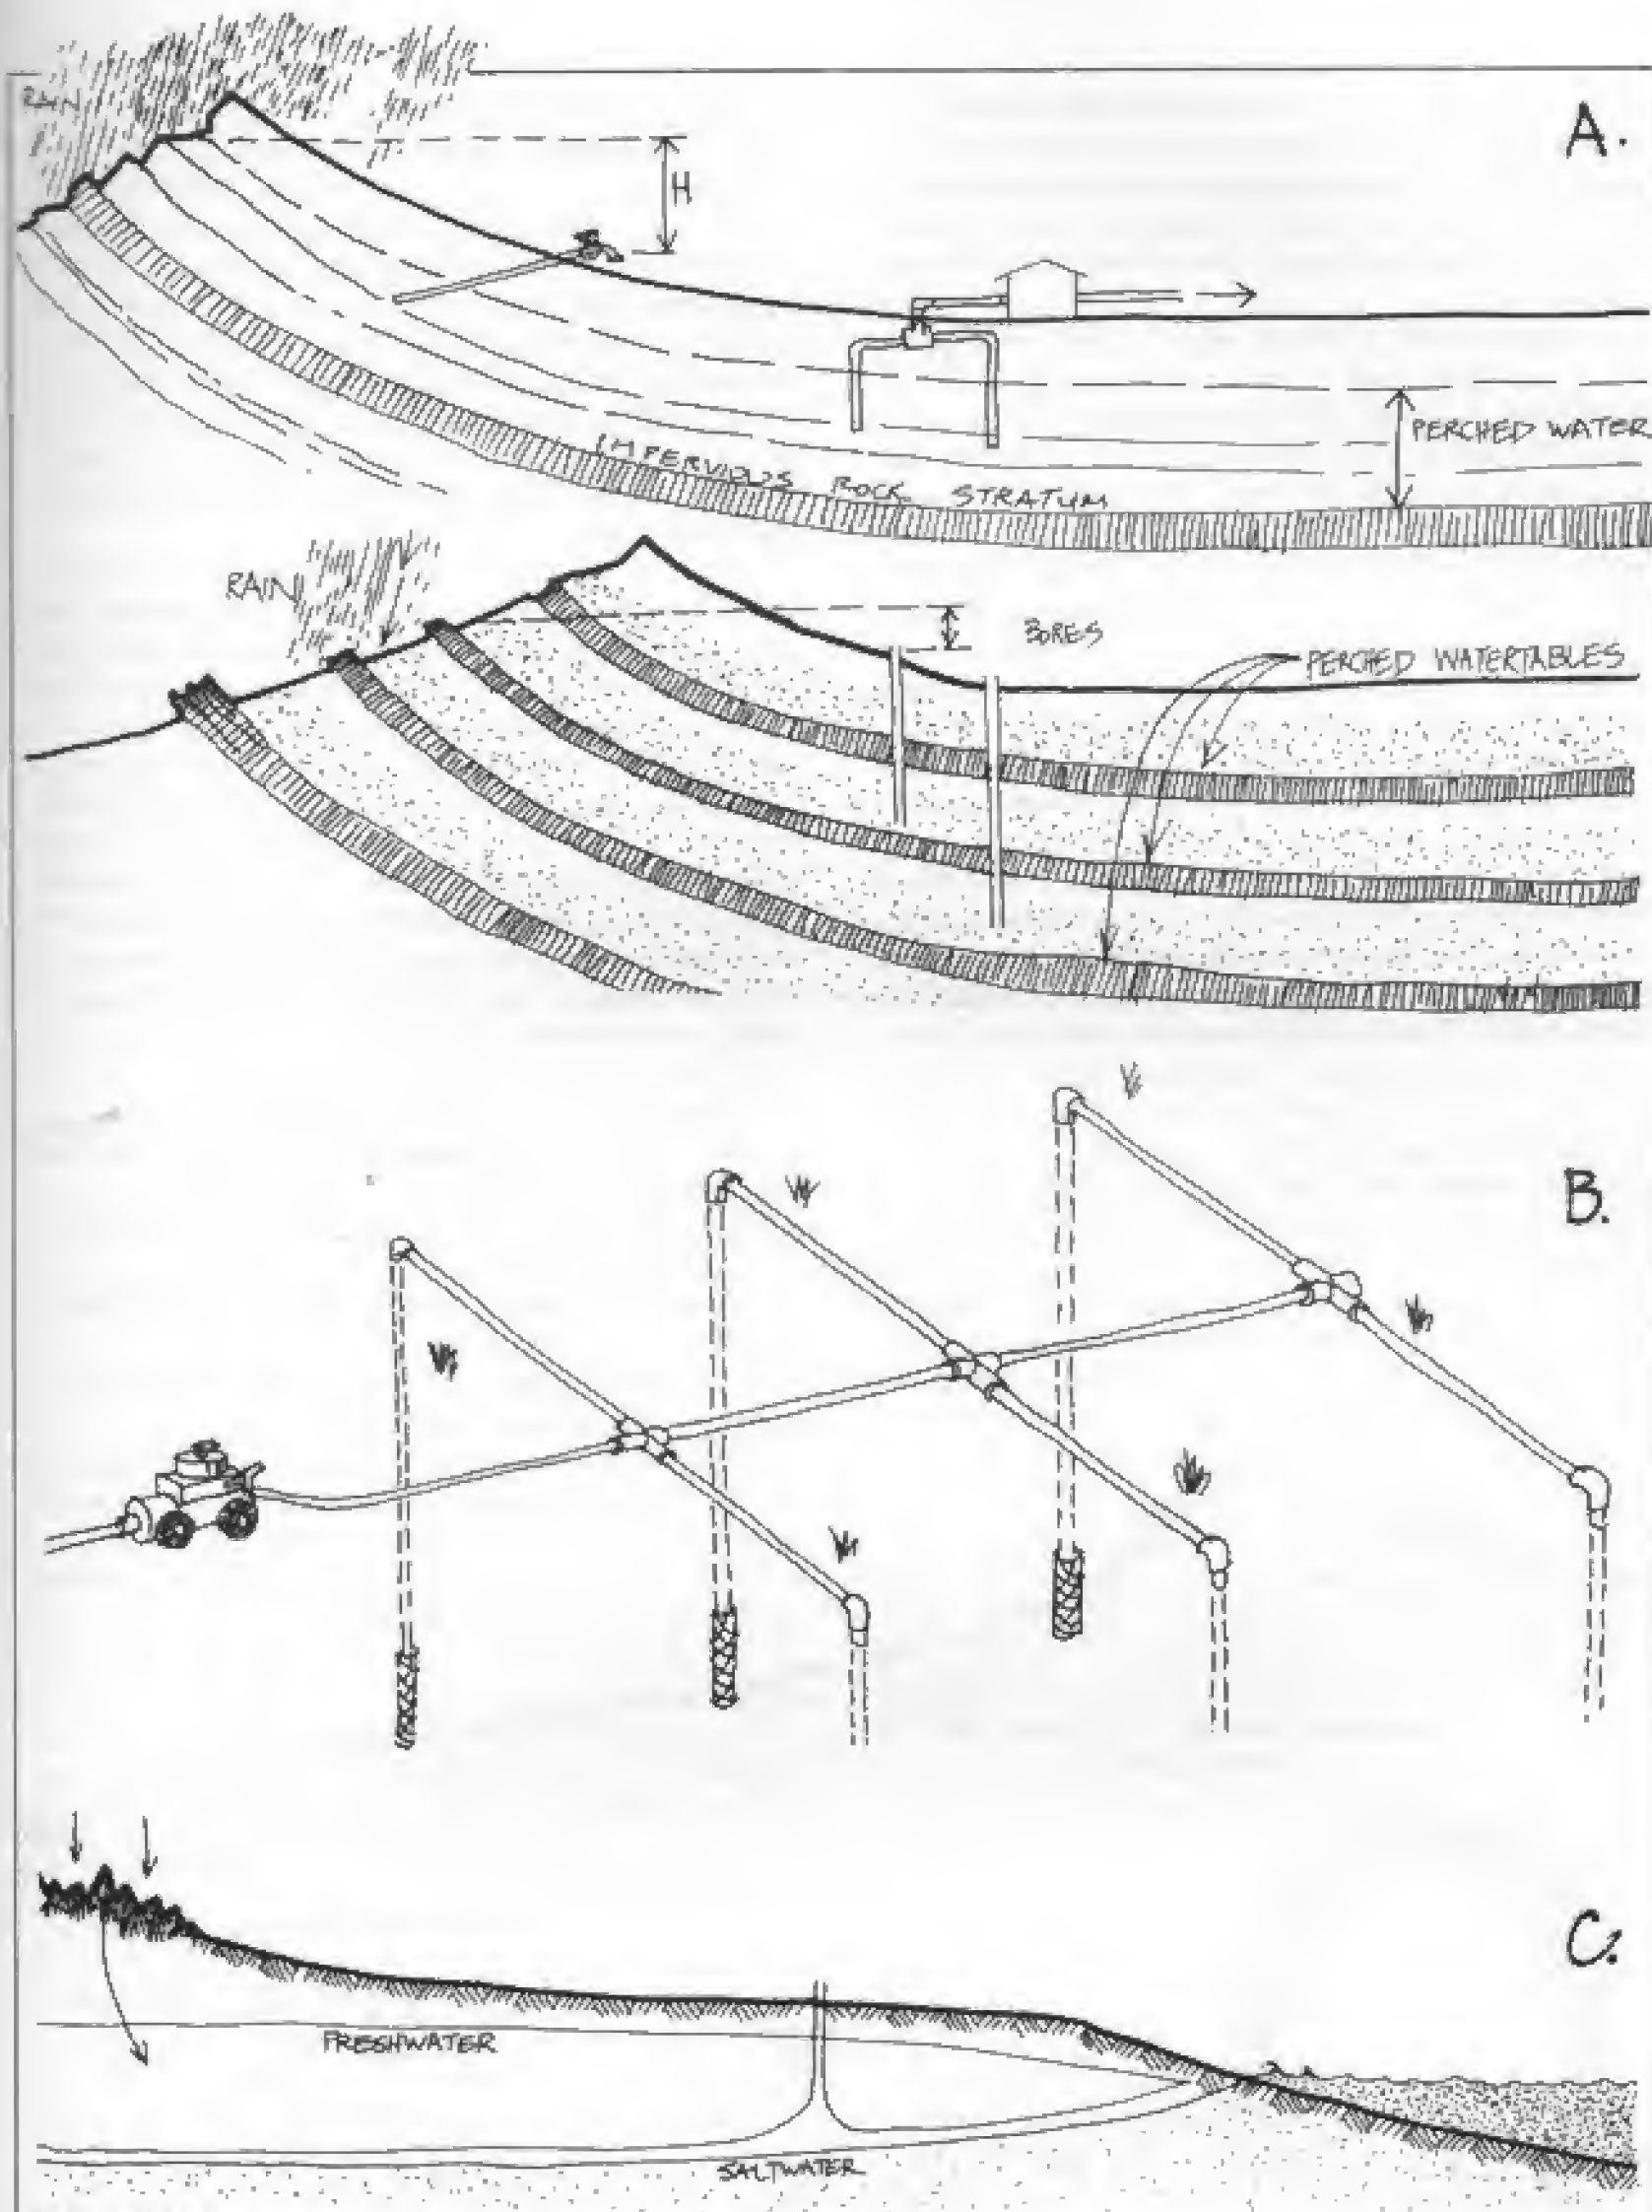 RAIN
A.
H
PERCHED WATER
IMPERVIOUS ROCK STRATUM
RAIN
BORES
PERCHED WATERTABLES
B.
C.
FRESHWATER
SALTWATER